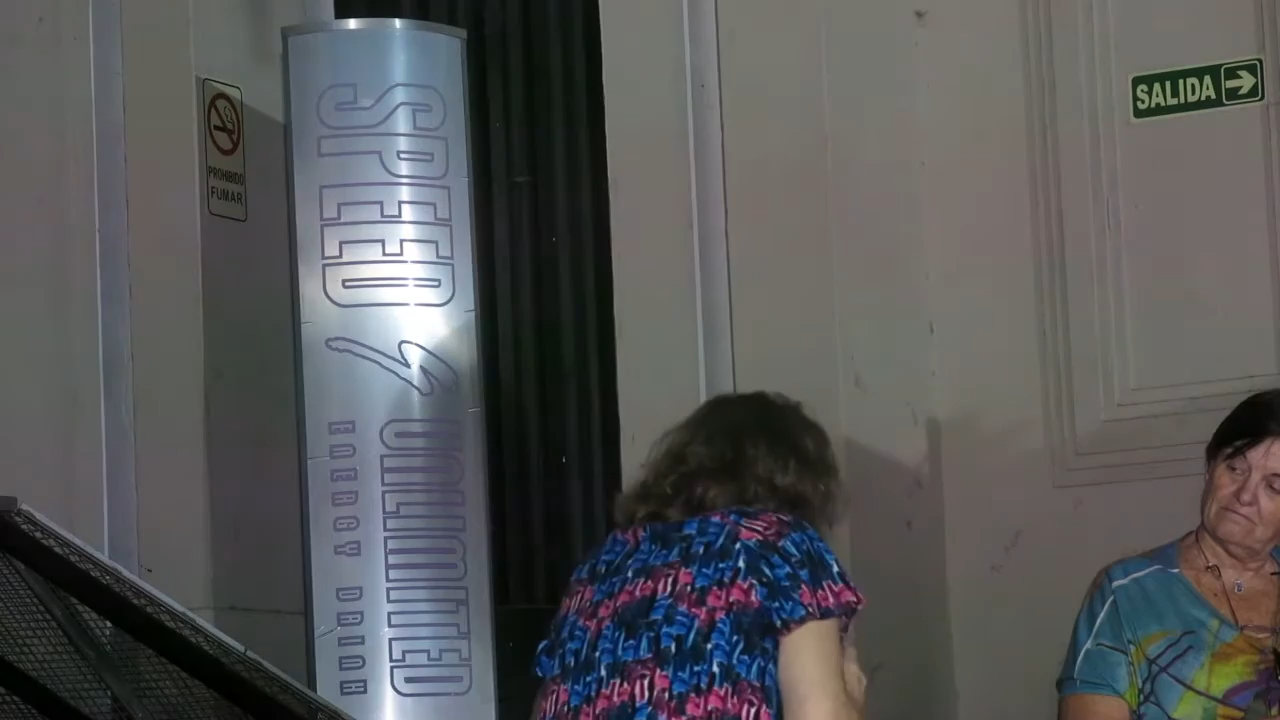 PROHIBIDO
FUMAR
SPEED UNLIMITED
ENERGY DRINK
SALIDA